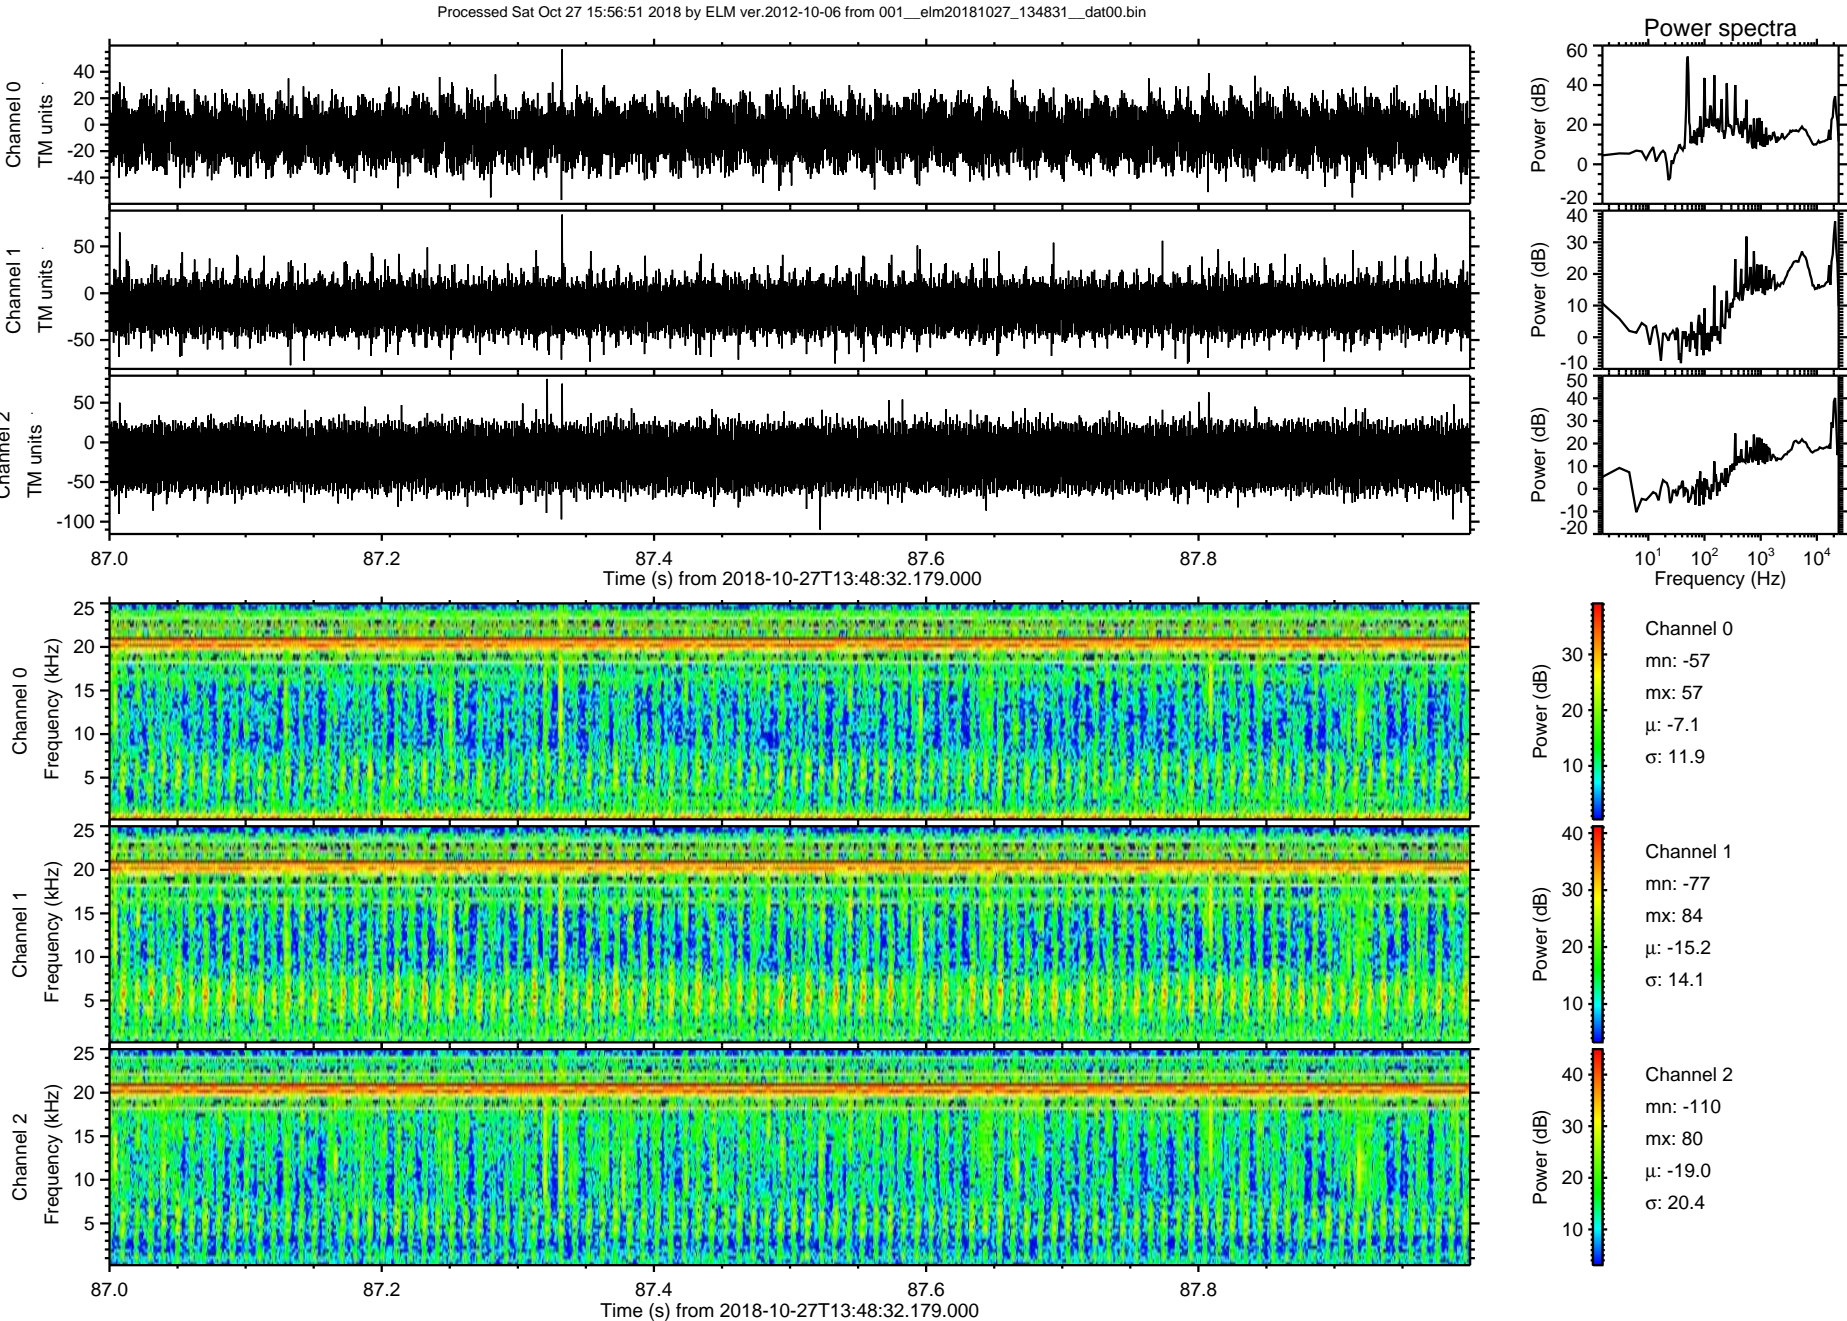 Processed Sat Oct 27 15:56:51 2018 by ELM ver.2012-10-06 from 001__elm20181027_134831__dat00.bin
Power spectra
Channel 0
TM units
40
20
0
-20
-40
Power (dB)
60
40
20
0
-20
Channel 1
TM units
50
0
-50
Power (dB)
40
30
20
10
0
-10
Channel 2
TM units
50
0
-50
-100
Power (dB)
50
40
30
20
10
0
-10
-20
87.0 87.2 87.4 87.6 87.8
Time (s) from 2018-10-27T13:48:32.179.000
10^1 10^2 10^3 10^4
Frequency (Hz)
Channel 0
Frequency (kHz)
25
20
15
10
5
Power (dB)
30
20
10
Channel 0
mn: -57
mx: 57
μ: -7.1
σ: 11.9
Channel 1
Frequency (kHz)
25
20
15
10
5
Power (dB)
40
30
20
10
Channel 1
mn: -77
mx: 84
μ: -15.2
σ: 14.1
Channel 2
Frequency (kHz)
25
20
15
10
5
Power (dB)
40
30
20
10
Channel 2
mn: -110
mx: 80
μ: -19.0
σ: 20.4
87.0 87.2 87.4 87.6 87.8
Time (s) from 2018-10-27T13:48:32.179.000